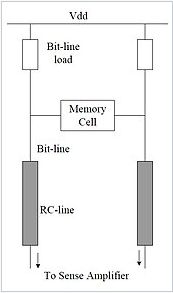 Vdd
Bit-line
load
Memory
Cell
Bit-line
RC-line
To Sense Amplifier